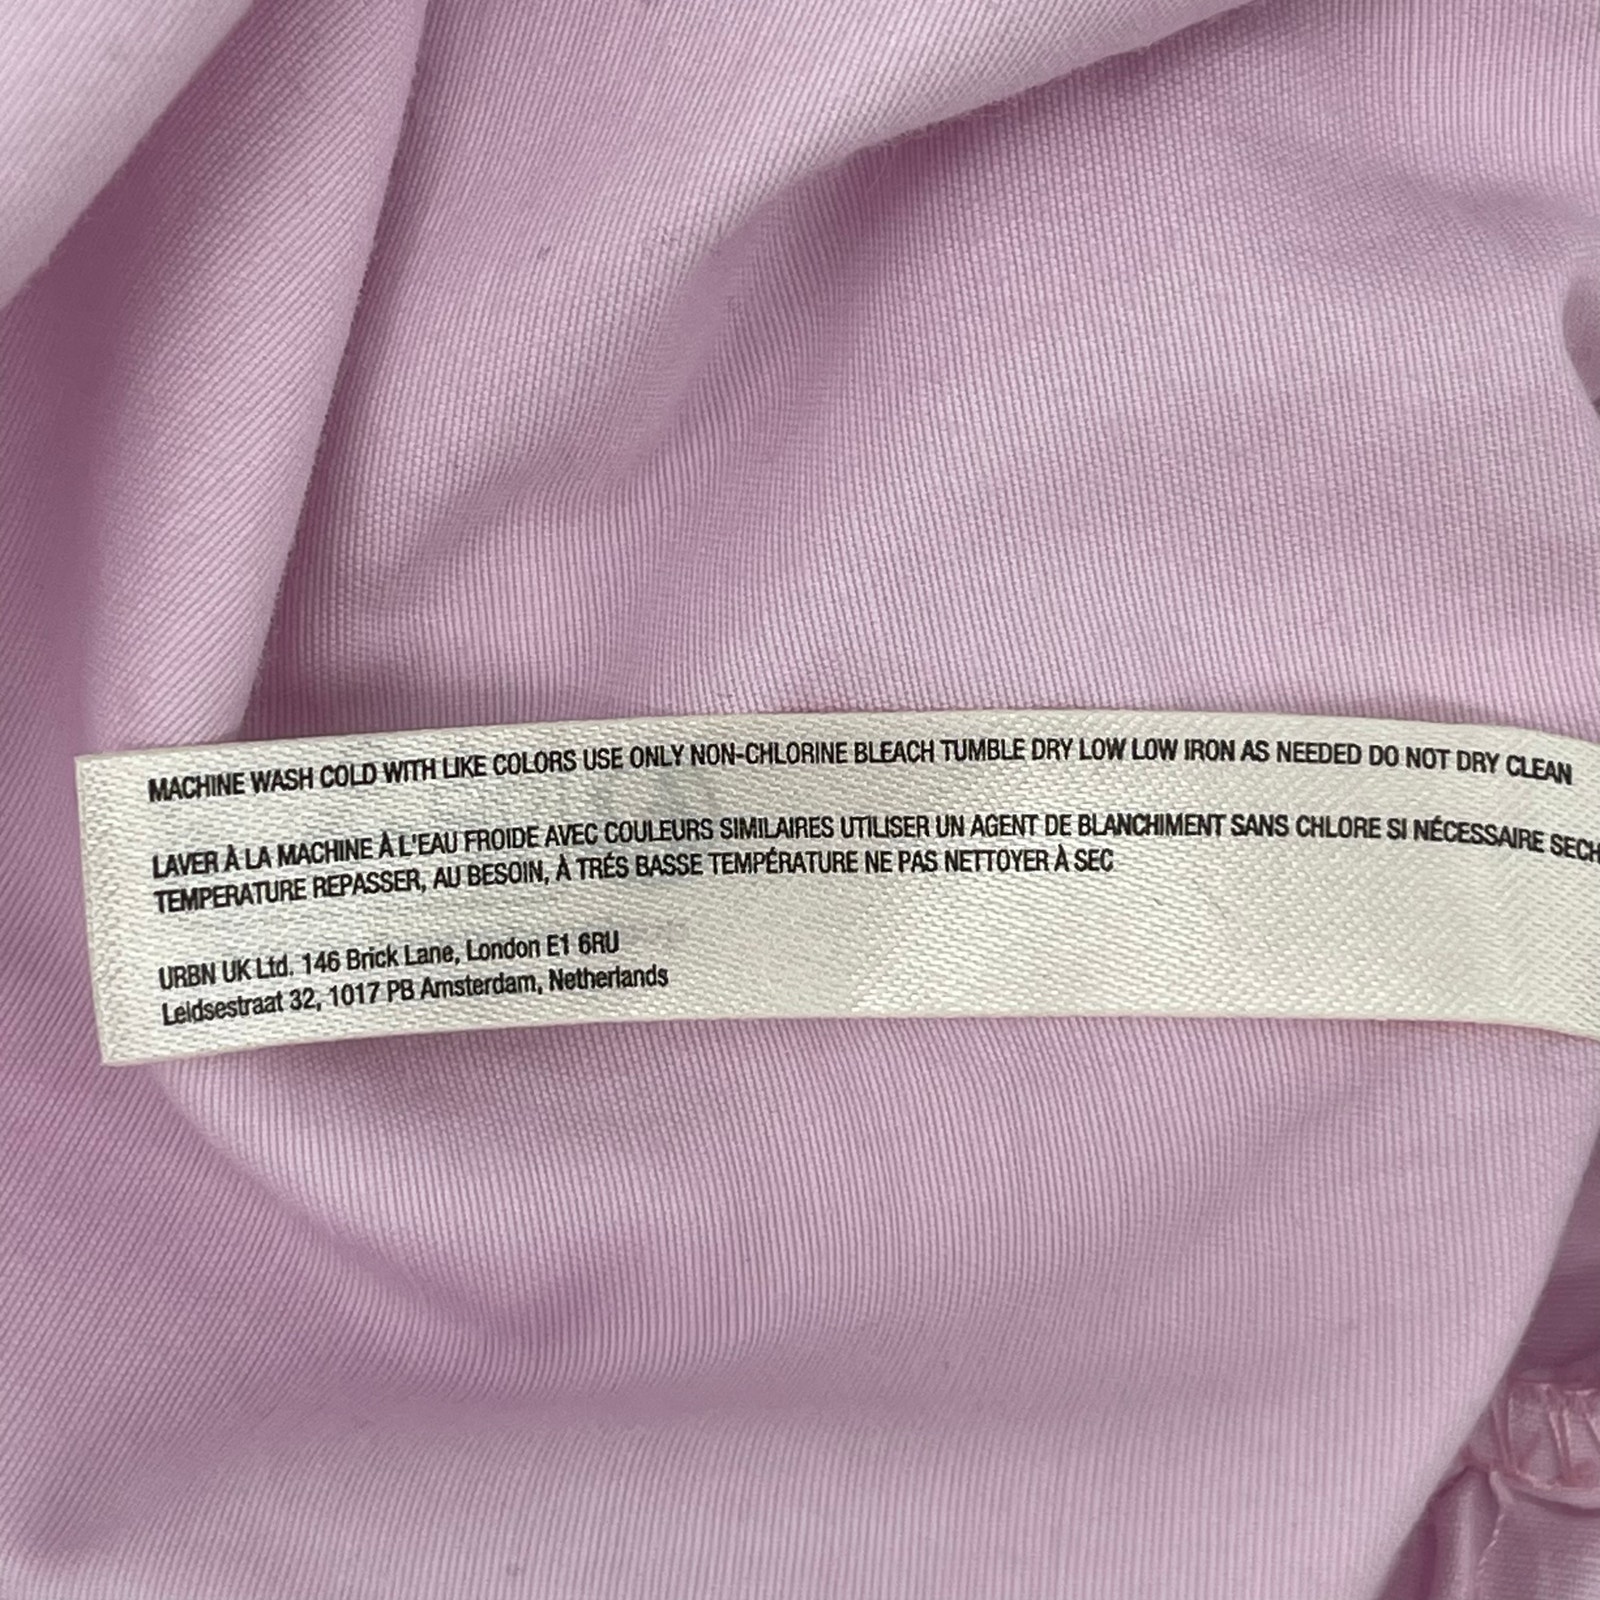 MACHINE WASH COLD WITH LIKE COLORS USE ONLY NON-CHLORINE BLEACH TUMBLE DRY LOW LOW IRON AS NEEDED DO NOT DRY CLEAN
LAVER À LA MACHINE À L'EAU FROIDE AVEC COULEURS SIMILAIRES UTILISER UN AGENT DE BLANCHIMENT SANS CHLORE SI NÉCESSAIRE SECH
TEMPERATURE REPASSER, AU BESOIN, À TRÉS BASSE TEMPÉRATURE NE PAS NETTOYER À SEC
URBN UK Ltd. 146 Brick Lane, London E1 6RU
Leidsestraat 32, 1017 PB Amsterdam, Netherlands